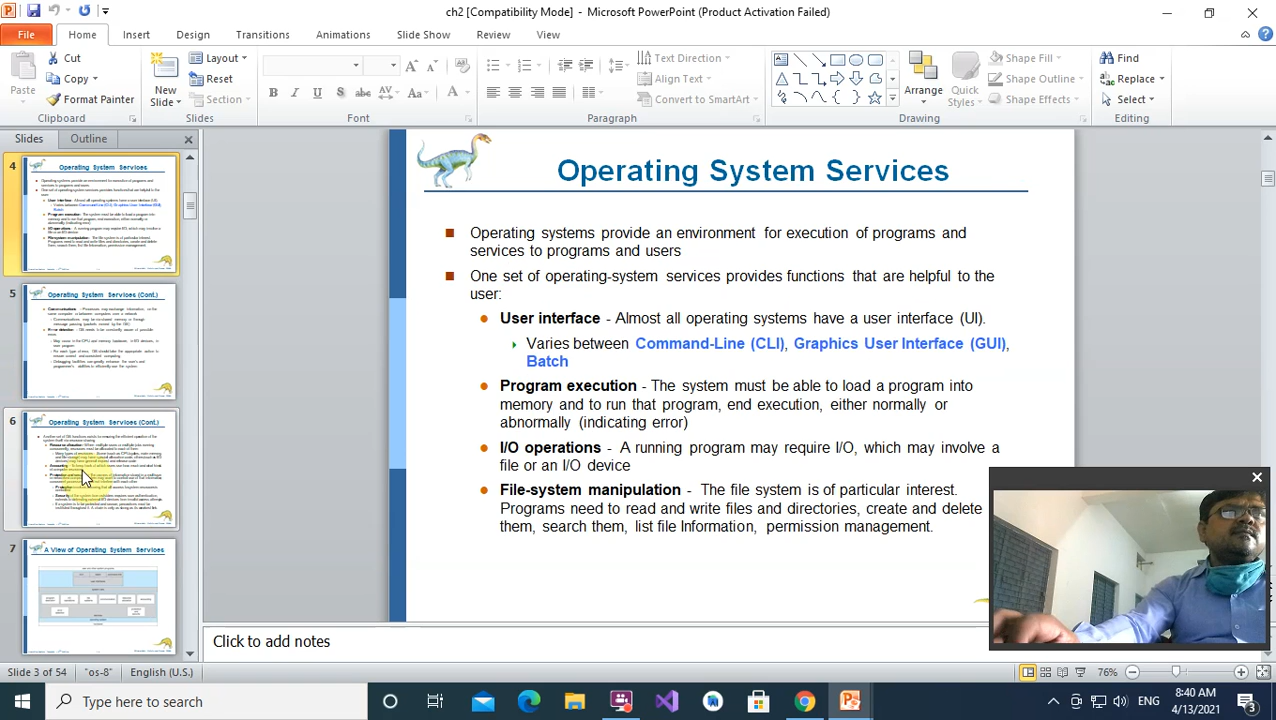 ch2 [Compatibility Mode] - Microsoft PowerPoint (Product Activation Failed)
File Home Insert Design Transitions Animations Slide Show Review View
Paste
Cut
Copy
Format Painter
Clipboard
New Slide
Layout
Reset
Section
Slides
Font
Text Direction
Align Text
Convert to SmartArt
Paragraph
Arrange
Quick Styles
Shape Fill
Shape Outline
Shape Effects
Drawing
Find
Replace
Select
Editing
Slides Outline
4
Operating System Services
5
Operating System Services (Cont.)
6
Operating System Services (Cont.)
7
A View of Operating System Services
Operating System Services
Operating systems provide an environment for execution of programs and
services to programs and users
One set of operating-system services provides functions that are helpful to the
user:
User interface - Almost all operating systems have a user interface (UI).
Varies between Command-Line (CLI), Graphics User Interface (GUI),
Batch
Program execution - The system must be able to load a program into
memory and to run that program, end execution, either normally or
abnormally (indicating error)
I/O operations - A running program may require I/O, which may involve a
file or an I/O device
File-system manipulation - The file system is of particular interest.
Programs need to read and write files and directories, create and delete
them, search them, list file Information, permission management.
Click to add notes
Slide 3 of 54 "os-8" English (U.S.) 76%
Type here to search
ENG
8:40 AM
4/13/2021
3